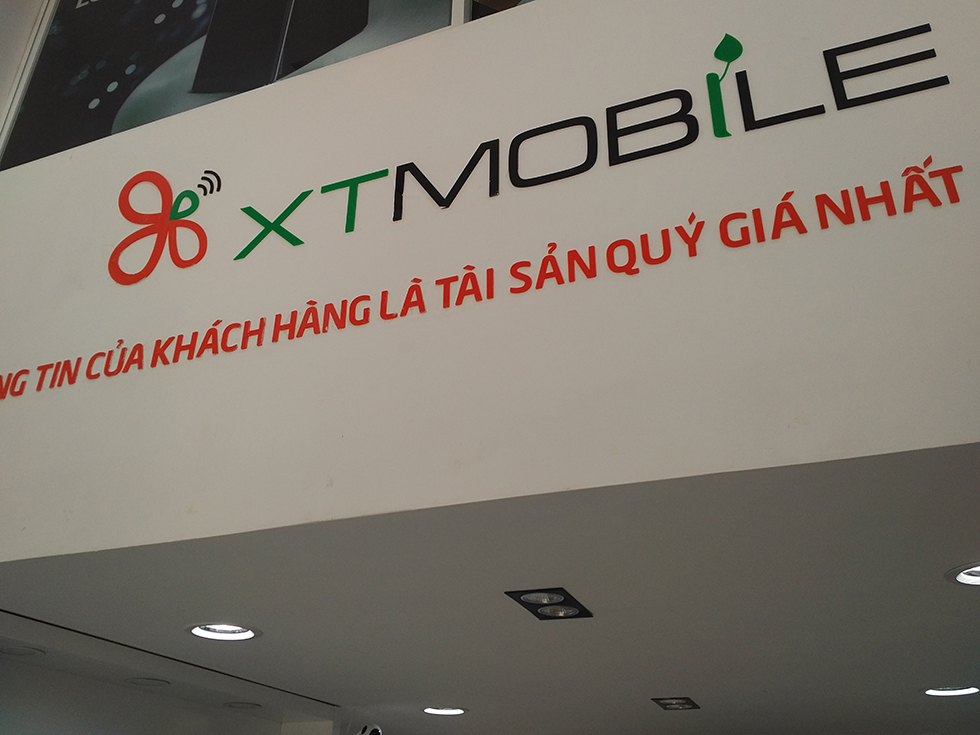 XTMOBILE
NG TIN CỦA KHÁCH HÀNG LÀ TÀI SẢN QUÝ GIÁ NHẤT